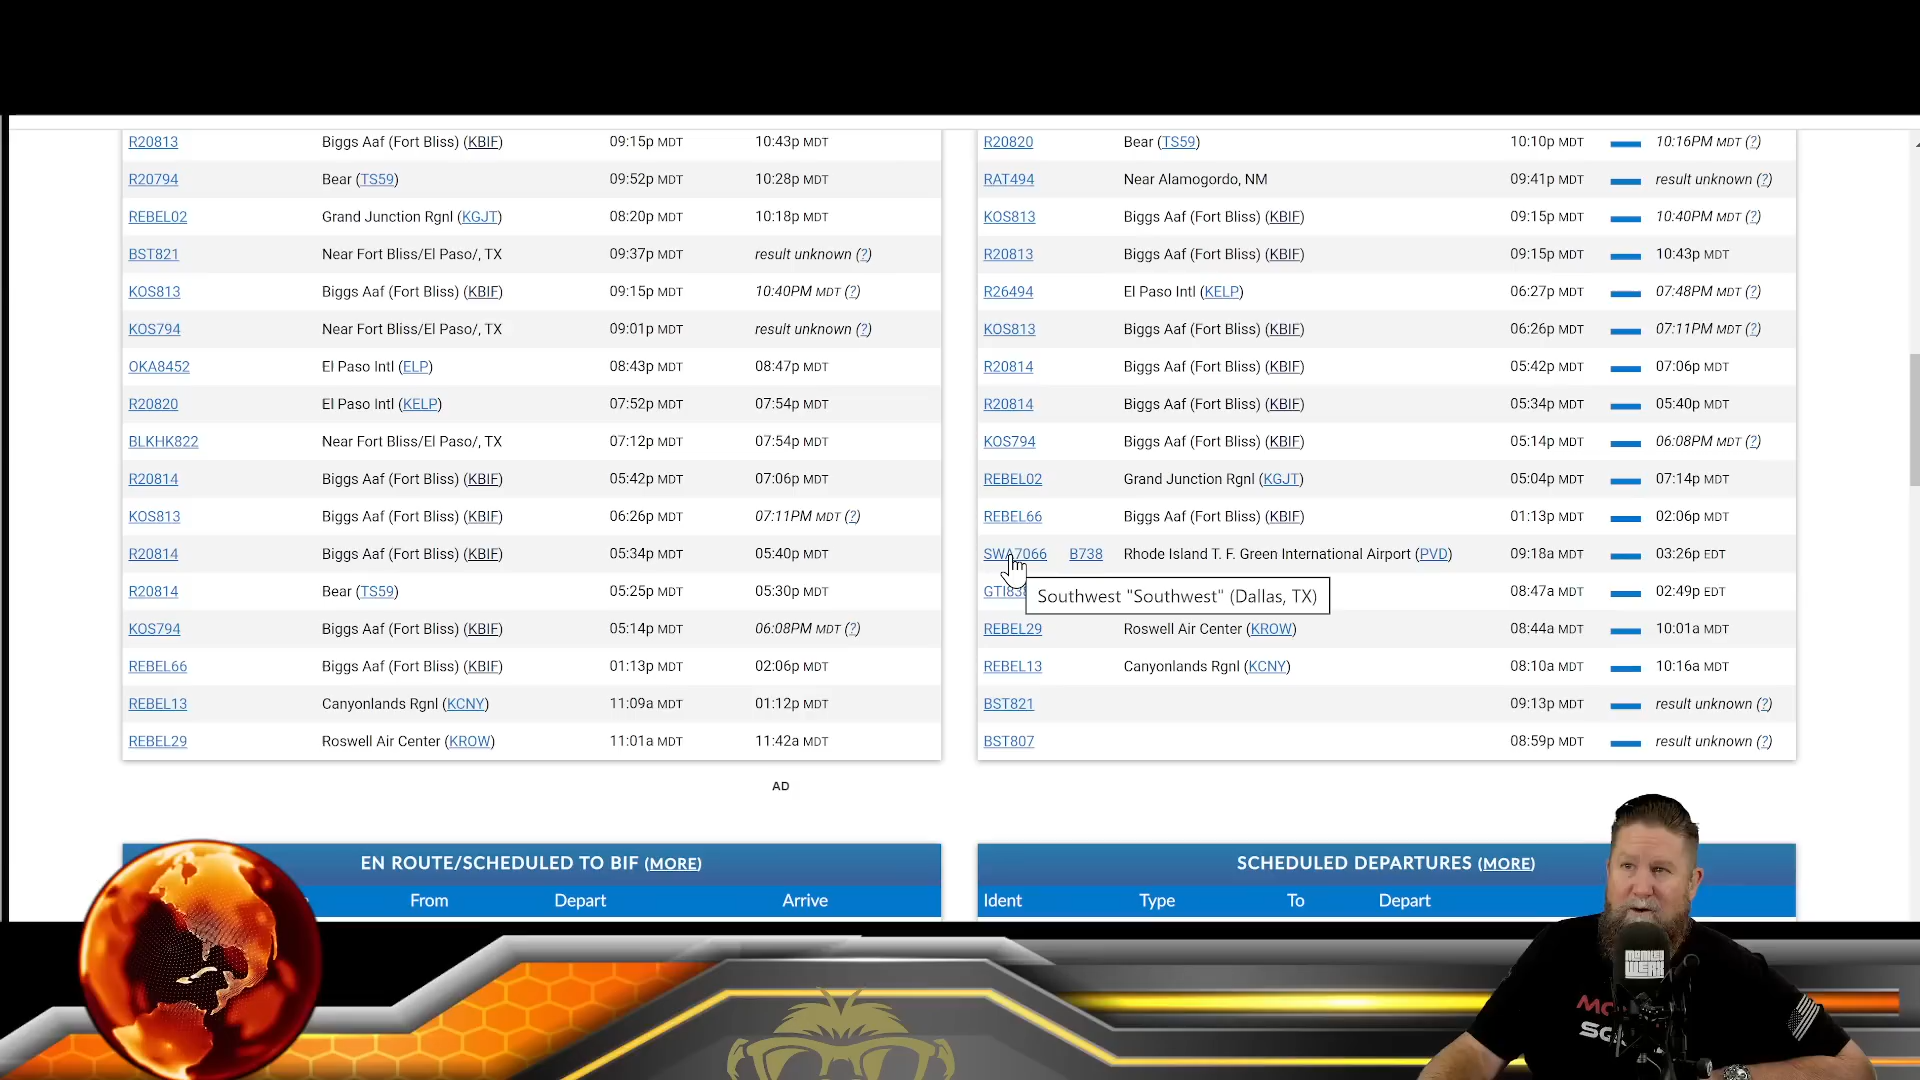 R20813 Biggs Aaf (Fort Bliss) (KBIF) 09:15p MDT 10:43p MDT
R20794 Bear (TS59) 09:52p MDT 10:28p MDT
REBEL02 Grand Junction Rgnl (KGJT) 08:20p MDT 10:18p MDT
BST821 Near Fort Bliss/El Paso/, TX 09:37p MDT result unknown (?)
KOS813 Biggs Aaf (Fort Bliss) (KBIF) 09:15p MDT 10:40PM MDT (?)
KOS794 Near Fort Bliss/El Paso/, TX 09:01p MDT result unknown (?)
OKA8452 El Paso Intl (ELP) 08:43p MDT 08:47p MDT
R20820 El Paso Intl (KELP) 07:52p MDT 07:54p MDT
BLKHK822 Near Fort Bliss/El Paso/, TX 07:12p MDT 07:54p MDT
R20814 Biggs Aaf (Fort Bliss) (KBIF) 05:42p MDT 07:06p MDT
KOS813 Biggs Aaf (Fort Bliss) (KBIF) 06:26p MDT 07:11PM MDT (?)
R20814 Biggs Aaf (Fort Bliss) (KBIF) 05:34p MDT 05:40p MDT
R20814 Bear (TS59) 05:25p MDT 05:30p MDT
KOS794 Biggs Aaf (Fort Bliss) (KBIF) 05:14p MDT 06:08PM MDT (?)
REBEL66 Biggs Aaf (Fort Bliss) (KBIF) 01:13p MDT 02:06p MDT
REBEL13 Canyonlands Rgnl (KCNY) 11:09a MDT 01:12p MDT
REBEL29 Roswell Air Center (KROW) 11:01a MDT 11:42a MDT
R20820 Bear (TS59) 10:10p MDT 10:16PM MDT (?)
RAT494 Near Alamogordo, NM 09:41p MDT result unknown (?)
KOS813 Biggs Aaf (Fort Bliss) (KBIF) 09:15p MDT 10:40PM MDT (?)
R20813 Biggs Aaf (Fort Bliss) (KBIF) 09:15p MDT 10:43p MDT
R26494 El Paso Intl (KELP) 06:27p MDT 07:48PM MDT (?)
KOS813 Biggs Aaf (Fort Bliss) (KBIF) 06:26p MDT 07:11PM MDT (?)
R20814 Biggs Aaf (Fort Bliss) (KBIF) 05:42p MDT 07:06p MDT
R20814 Biggs Aaf (Fort Bliss) (KBIF) 05:34p MDT 05:40p MDT
KOS794 Biggs Aaf (Fort Bliss) (KBIF) 05:14p MDT 06:08PM MDT (?)
REBEL02 Grand Junction Rgnl (KGJT) 05:04p MDT 07:14p MDT
REBEL66 Biggs Aaf (Fort Bliss) (KBIF) 01:13p MDT 02:06p MDT
SWA7066 B738 Rhode Island T. F. Green International Airport (PVD) 09:18a MDT 03:26p EDT
08:47a MDT 02:49p EDT
Southwest "Southwest" (Dallas, TX)
REBEL29 Roswell Air Center (KROW) 08:44a MDT 10:01a MDT
REBEL13 Canyonlands Rgnl (KCNY) 08:10a MDT 10:16a MDT
BST821 09:13p MDT result unknown (?)
BST807 08:59p MDT result unknown (?)
AD
EN ROUTE/SCHEDULED TO BIF (MORE)
From Depart Arrive
SCHEDULED DEPARTURES (MORE)
Ident Type To Depart